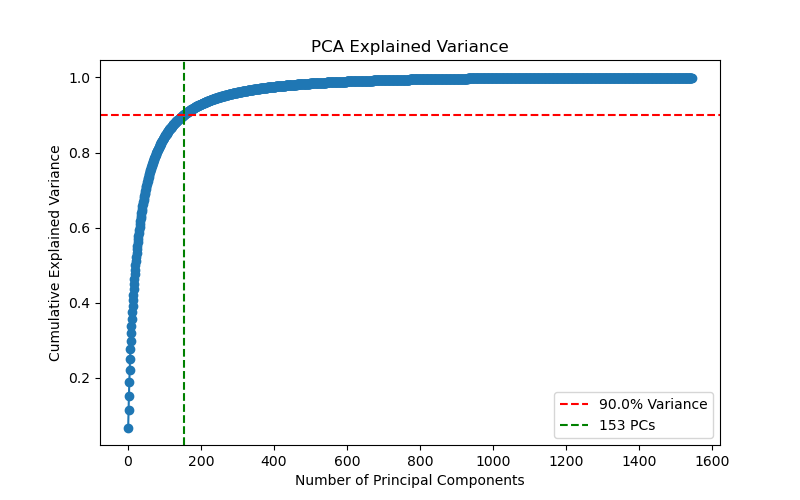 PCA Explained Variance
Cumulative Explained Variance
1.0
0.8
0.6
0.4
0.2
0 200 400 600 800 1000 1200 1400 1600
Number of Principal Components
90.0% Variance
153 PCs